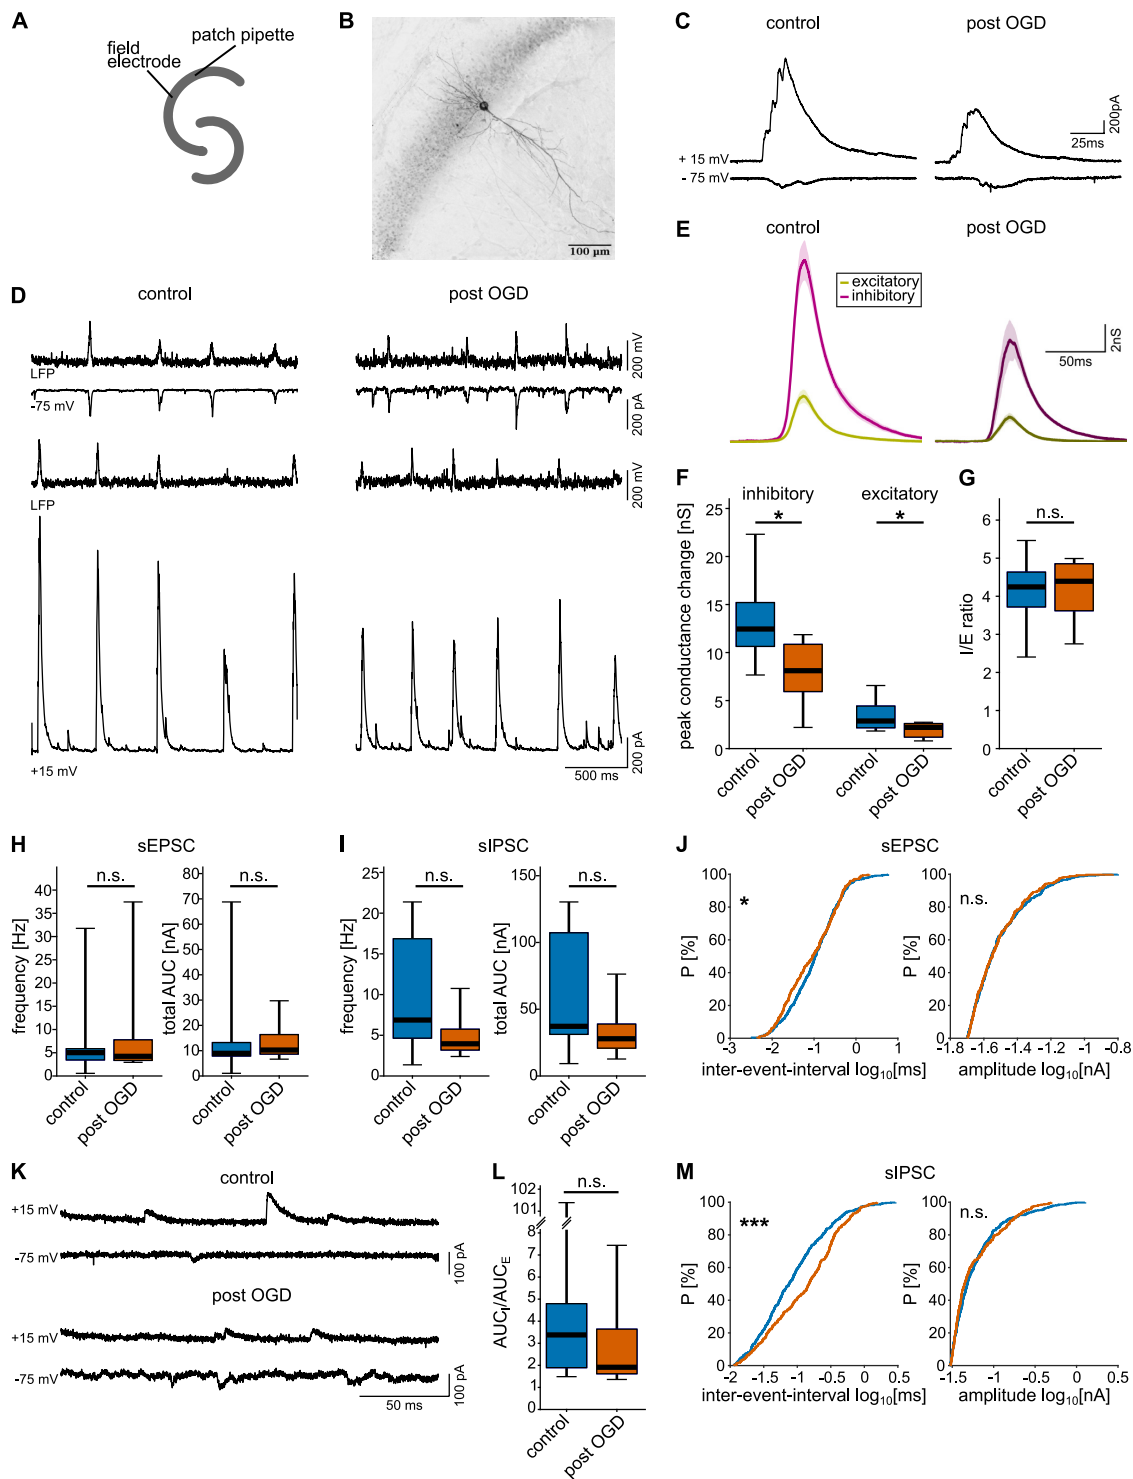 A
patch pipette
field
electrode
B
100 µm
C
control
post OGD
200pA
25ms
+ 15 mV
- 75 mV
D
control
post OGD
LFP
200 mV
-75 mV
200 pA
LFP
200 mV
+15 mV
200 pA
500 ms
E
control
post OGD
excitatory
inhibitory
2nS
50ms
F
inhibitory
excitatory
*
*
peak conductance change [nS]
25
20
15
10
5
0
control
post OGD
control
post OGD
G
n.s.
I/E ratio
6
5
4
3
2
1
0
control
post OGD
H
sEPSC
n.s.
frequency [Hz]
40
35
30
25
20
15
10
5
0
control
post OGD
n.s.
total AUC [nA]
80
70
60
50
40
30
20
10
0
control
post OGD
I
sIPSC
n.s.
frequency [Hz]
25
20
15
10
5
0
control
post OGD
n.s.
total AUC [nA]
150
100
50
0
control
post OGD
J
sEPSC
*
P [%]
100
80
60
40
20
0
-3 -2 -1 0 1
inter-event-interval log10[ms]
n.s.
P [%]
100
80
60
40
20
0
-1.8 -1.6 -1.4 -1.2 -1 -0.8
amplitude log10[nA]
K
control
+15 mV
-75 mV
100 pA
post OGD
+15 mV
-75 mV
100 pA
50 ms
L
n.s.
AUCI/AUCE
102
101
8
7
6
5
4
3
2
1
0
control
post OGD
M
sIPSC
***
P [%]
100
80
60
40
20
0
-2 -1.5 -1 -0.5 0 0.5
inter-event-interval log10[ms]
n.s.
P [%]
100
80
60
40
20
0
-1.5 -1 -0.5 0 0.5
amplitude log10[nA]